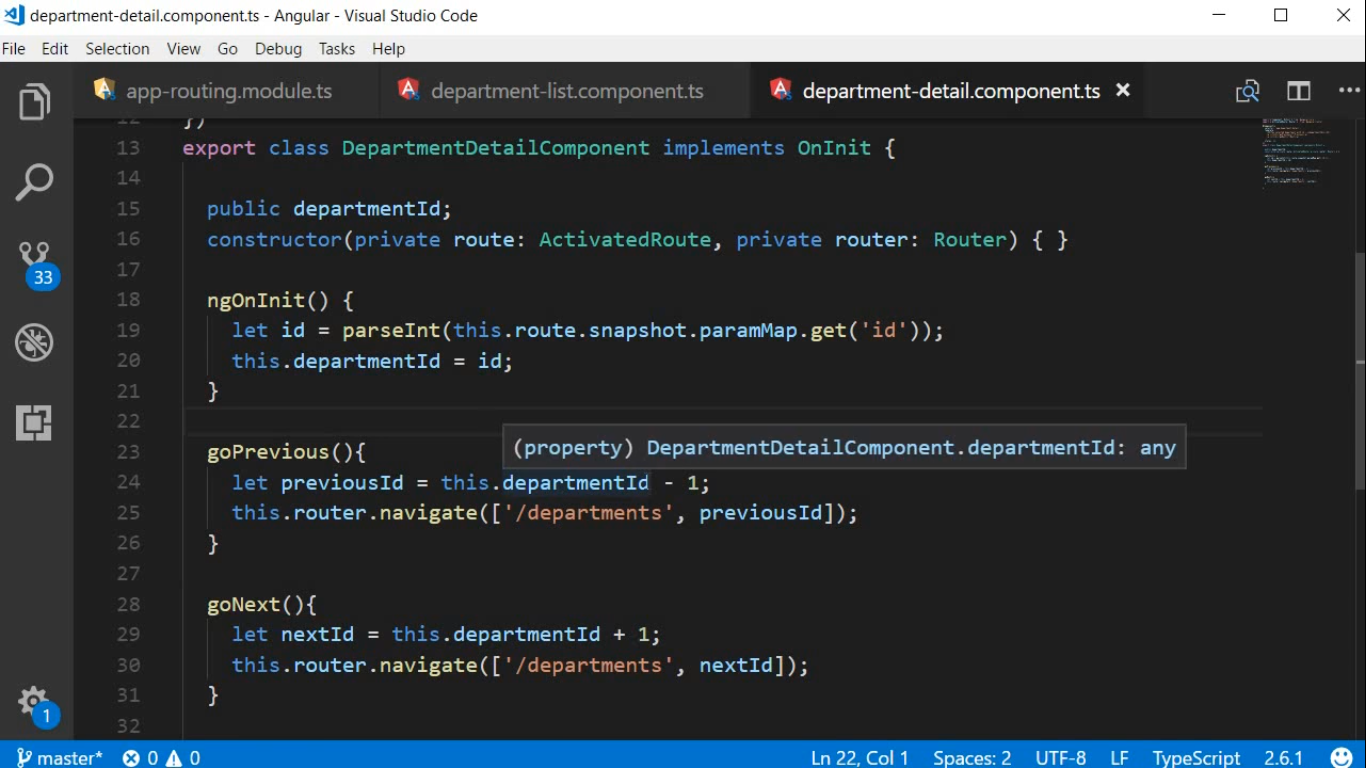 department-detail.component.ts - Angular - Visual Studio Code
File Edit Selection View Go Debug Tasks Help
app-routing.module.ts department-list.component.ts department-detail.component.ts
12 })
13 export class DepartmentDetailComponent implements OnInit {
14
15 public departmentId;
16 constructor(private route: ActivatedRoute, private router: Router) { }
17
18 ngOnInit() {
19 let id = parseInt(this.route.snapshot.paramMap.get('id'));
20 this.departmentId = id;
21 }
22
(property) DepartmentDetailComponent.departmentId: any
23 goPrevious(){
24 let previousId = this.departmentId - 1;
25 this.router.navigate(['/departments', previousId]);
26 }
27
28 goNext(){
29 let nextId = this.departmentId + 1;
30 this.router.navigate(['/departments', nextId]);
31 }
32
33
1
master* 0 0 Ln 22, Col 1 Spaces: 2 UTF-8 LF TypeScript 2.6.1